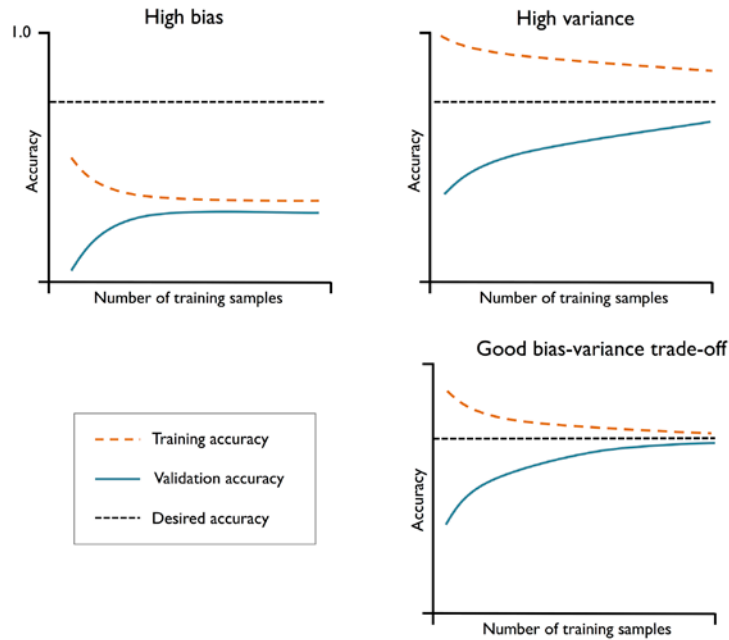 High bias
1.0
Accuracy
Number of training samples
High variance
Accuracy
Number of training samples
Good bias-variance trade-off
Accuracy
Number of training samples
Training accuracy
Validation accuracy
Desired accuracy